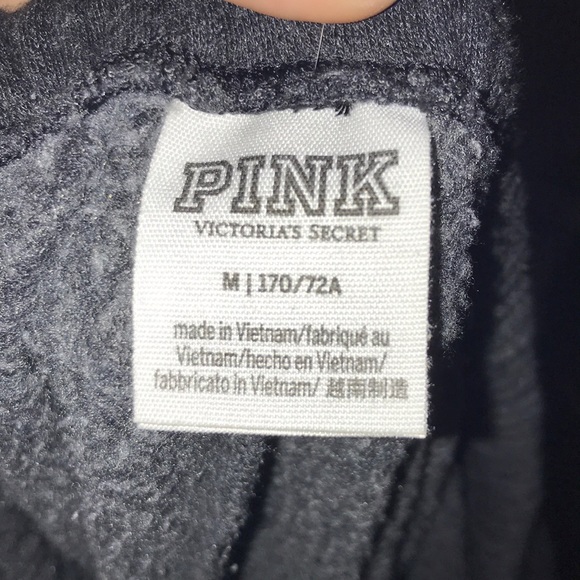 PINK
VICTORIA'S SECRET
M | 170/72A
made in Vietnam/fabriqué au
Vietnam/hecho en Vietnam/
fabbricato in Vietnam/ 越南制造